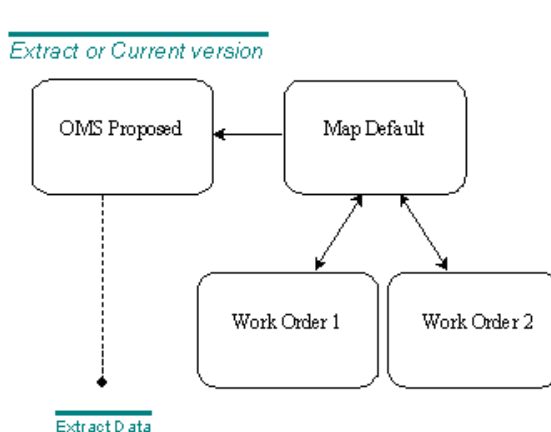 Extract or Current version
OMS Proposed
Map Default
Work Order 1
Work Order 2
Extract Data